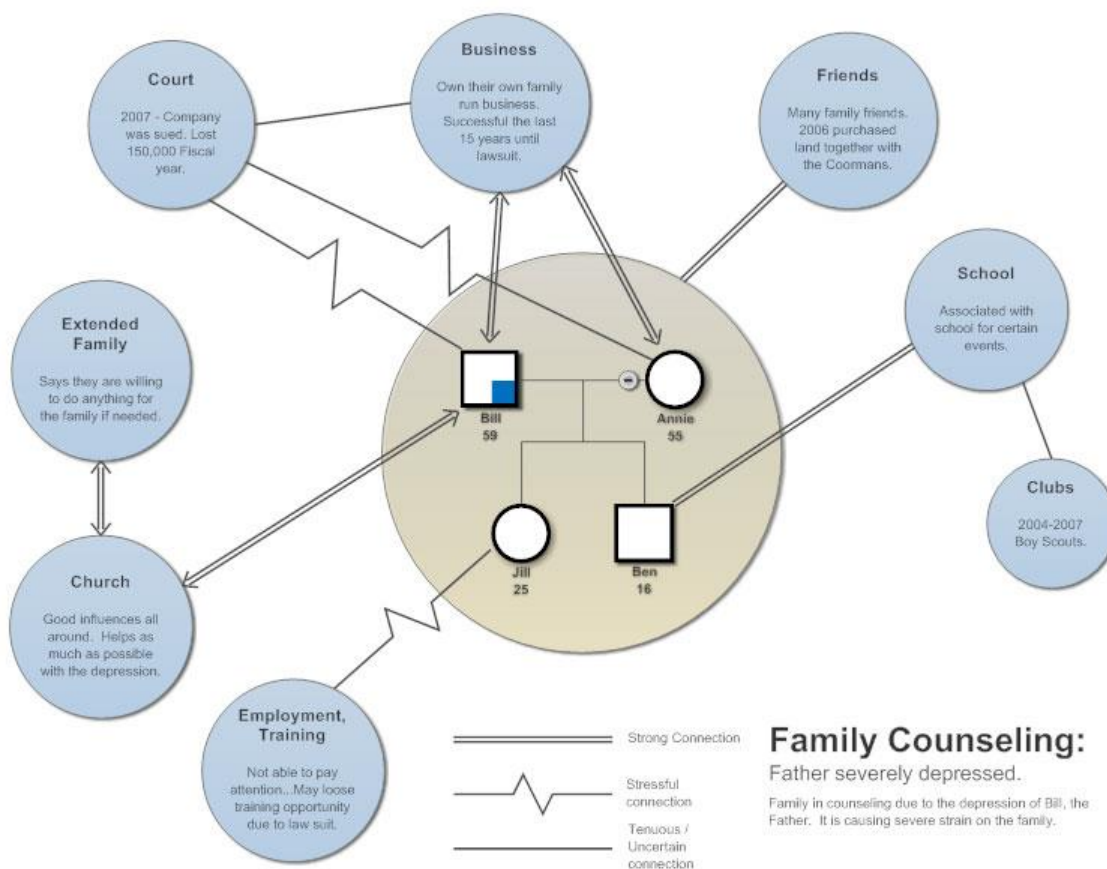 Court
2007 - Company
was sued. Lost
150,000 Fiscal
year.
Business
Own their own family
run business.
Successful the last
15 years until
lawsuit.
Friends
Many family friends.
2006 purchased
land together with
the Coormans.
School
Associated with
school for certain
events.
Extended
Family
Says they are willing
to do anything for
the family if needed.
Bill
59
Annie
55
Clubs
2004-2007
Boy Scouts.
Church
Good influences all
around. Helps as
much as possible
with the depression.
Jill
25
Ben
16
Employment,
Training
Not able to pay
attention...May loose
training opportunity
due to law suit.
Strong Connection
Stressful
connection
Tenuous /
Uncertain
connection
Family Counseling:
Father severely depressed.
Family in counseling due to the depression of Bill, the
Father. It is causing severe strain on the family.